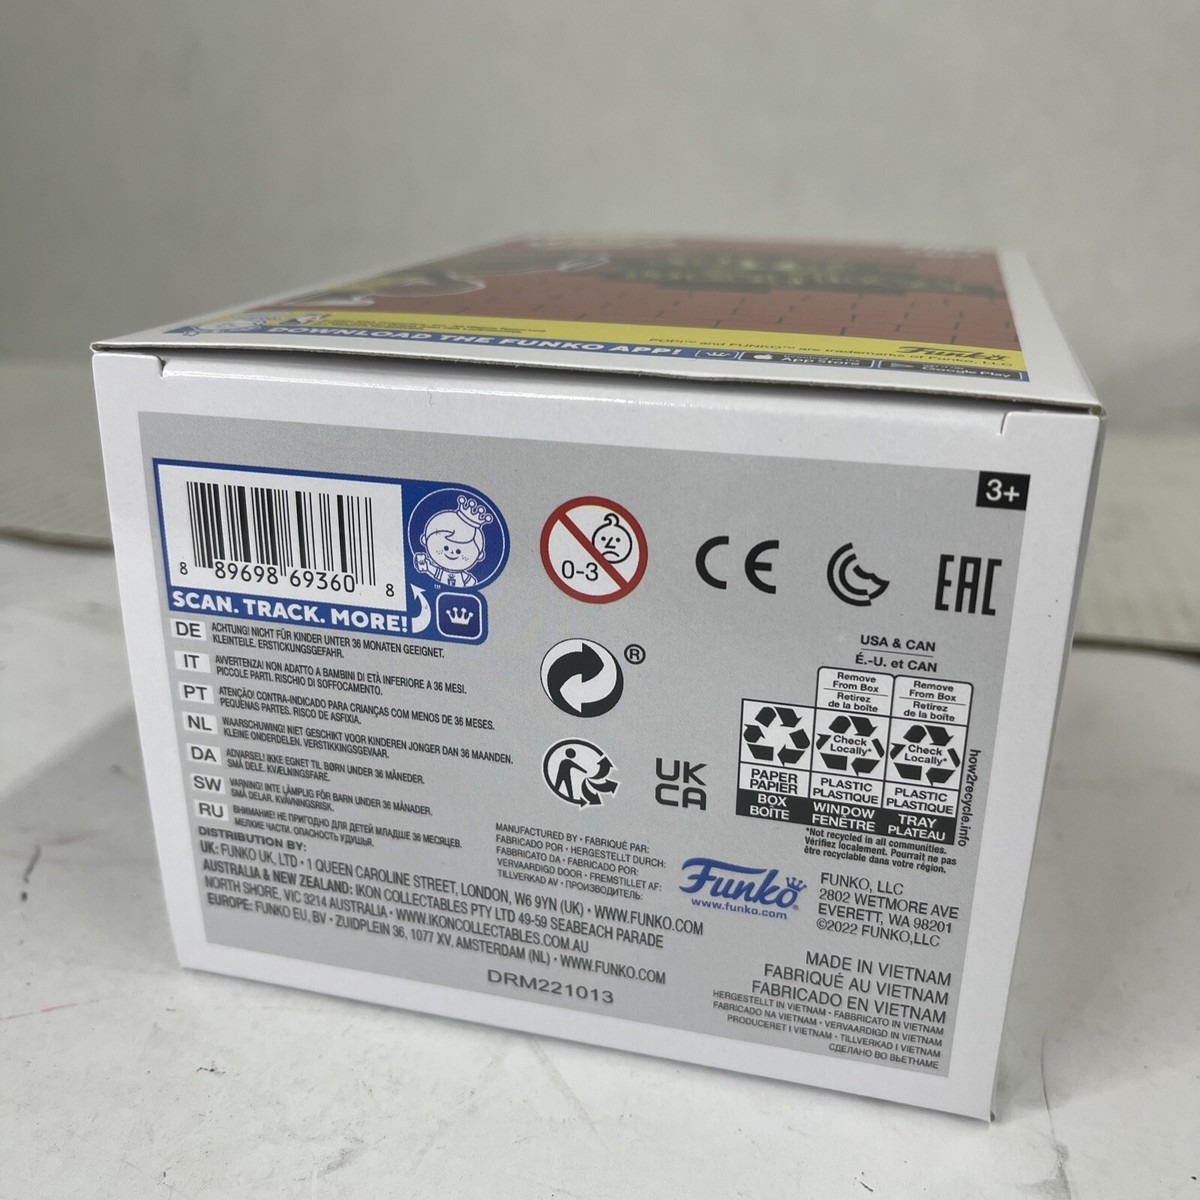 DOWNLOAD THE FUNKO APP!
POP!™ and FUNKO™ are trademarks of Funko, LLC
Funko
App Store
Google Play
3+
8 89698 69360 8
SCAN. TRACK. MORE!
0-3
CE
EAC
®
UK
CA
DE ACHTUNG! NICHT FÜR KINDER UNTER 36 MONATEN GEEIGNET.
KLEINTEILE. ERSTICKUNGSGEFAHR.
IT AVVERTENZA! NON ADATTO A BAMBINI DI ETÀ INFERIORE A 36 MESI.
PICCOLE PARTI. RISCHIO DI SOFFOCAMENTO.
PT ATENÇÃO! CONTRA-INDICADO PARA CRIANÇAS COM MENOS DE 36 MESES.
PEQUENAS PARTES. RISCO DE ASFIXIA.
NL WAARSCHUWING! NIET GESCHIKT VOOR KINDEREN JONGER DAN 36 MAANDEN.
KLEINE ONDERDELEN. VERSTIKKINGSGEVAAR.
DA ADVARSEL! IKKE EGNET TIL BØRN UNDER 36 MÅNEDER.
SMÅ DELE. KVÆLNINGSFARE.
SW VARNING! INTE LÄMPLIG FÖR BARN UNDER 36 MÅNADER.
SMÅ DELAR. KVÄVNINGSRISK.
RU ВНИМАНИЕ! НЕ ПРИГОДНО ДЛЯ ДЕТЕЙ МЛАДШЕ 36 МЕСЯЦЕВ.
МЕЛКИЕ ЧАСТИ. ОПАСНОСТЬ УДУШЬЯ.
DISTRIBUTION BY:
UK: FUNKO UK, LTD • 1 QUEEN CAROLINE STREET, LONDON, W6 9YN (UK) • WWW.FUNKO.COM
AUSTRALIA & NEW ZEALAND: IKON COLLECTABLES PTY LTD 49-59 SEABEACH PARADE
NORTH SHORE, VIC 3214 AUSTRALIA • WWW.IKONCOLLECTABLES.COM.AU
EUROPE: FUNKO EU, BV • ZUIDPLEIN 36, 1077 XV, AMSTERDAM (NL) • WWW.FUNKO.COM
DRM221013
USA & CAN
É.-U. et CAN
Remove
From Box
Retirez
de la boîte
Remove
From Box
Retirez
de la boîte
Check
Locally*
Check
Locally*
PAPER
PAPIER
BOX
BOÎTE
PLASTIC
PLASTIQUE
WINDOW
FENÊTRE
PLASTIC
PLASTIQUE
TRAY
PLATEAU
how2recycle.info
*Not recycled in all communities.
Vérifiez localement. Pourrait ne pas
être recyclable dans votre région.
MANUFACTURED BY • FABRIQUÉ PAR:
FABRICADO POR • HERGESTELLT DURCH:
FABBRICATO DA • FABRICADO POR:
VERVAARDIGD DOOR • FREMSTILLET AF:
TILLVERKAD AV • ПРОИЗВОДИТЕЛЬ:
Funko
www.funko.com
FUNKO, LLC
2802 WETMORE AVE
EVERETT, WA 98201
©2022 FUNKO,LLC
MADE IN VIETNAM
FABRIQUÉ AU VIETNAM
FABRICADO EN VIETNAM
HERGESTELLT IN VIETNAM • FABBRICATO IN VIETNAM
FABRICADO NA VIETNAM • VERVAARDIGD IN VIETNAM
PRODUCERET I VIETNAM • TILLVERKAD I VIETNAM
СДЕЛАНО ВО ВЬЕТНАМЕ